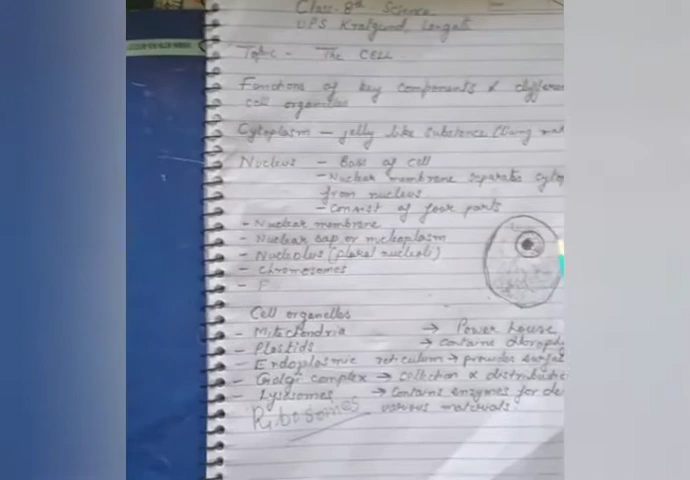 Class - 8th Science
UPS Kralgund, Langate
Topic - The CELL
Functions of key components &
cell organelles
Cytoplasm - jelly like substance
Nucleus - Boss of cell
- Nuclear membrane separates
from nucleus
- Consist of four parts
- Nuclear membrane
- Nuclear sap or nucleoplasm
- Nucleolus (plural nucleoli)
- Chromosomes
Cell organelles
- Mitochondria → Power house
- Plastids → contains
- Endoplasmic reticulum →
- Golgi complex → collection &
- Lysosomes → contains enzymes for
various materials
Ribosomes